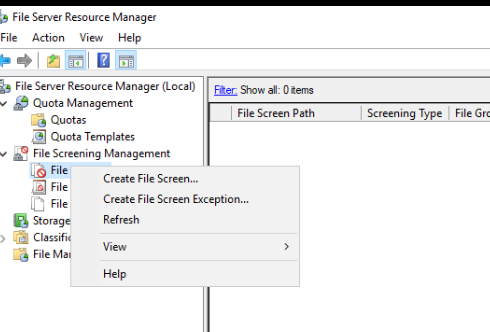 File Server Resource Manager
File Action View Help
File Server Resource Manager (Local)
Quota Management
Quotas
Quota Templates
File Screening Management
File
File
File
Storage
Classific
File Man
Filter: Show all: 0 items
File Screen Path Screening Type File Gro
Create File Screen...
Create File Screen Exception...
Refresh
View
Help